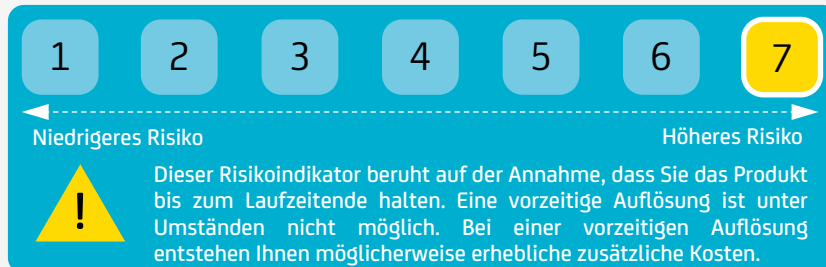 1 2 3 4 5 6 7
Niedrigeres Risiko Höheres Risiko
Dieser Risikoindikator beruht auf der Annahme, dass Sie das Produkt
! bis zum Laufzeitende halten. Eine vorzeitige Auflösung ist unter
Umständen nicht möglich. Bei einer vorzeitigen Auflösung
entstehen Ihnen möglicherweise erhebliche zusätzliche Kosten.